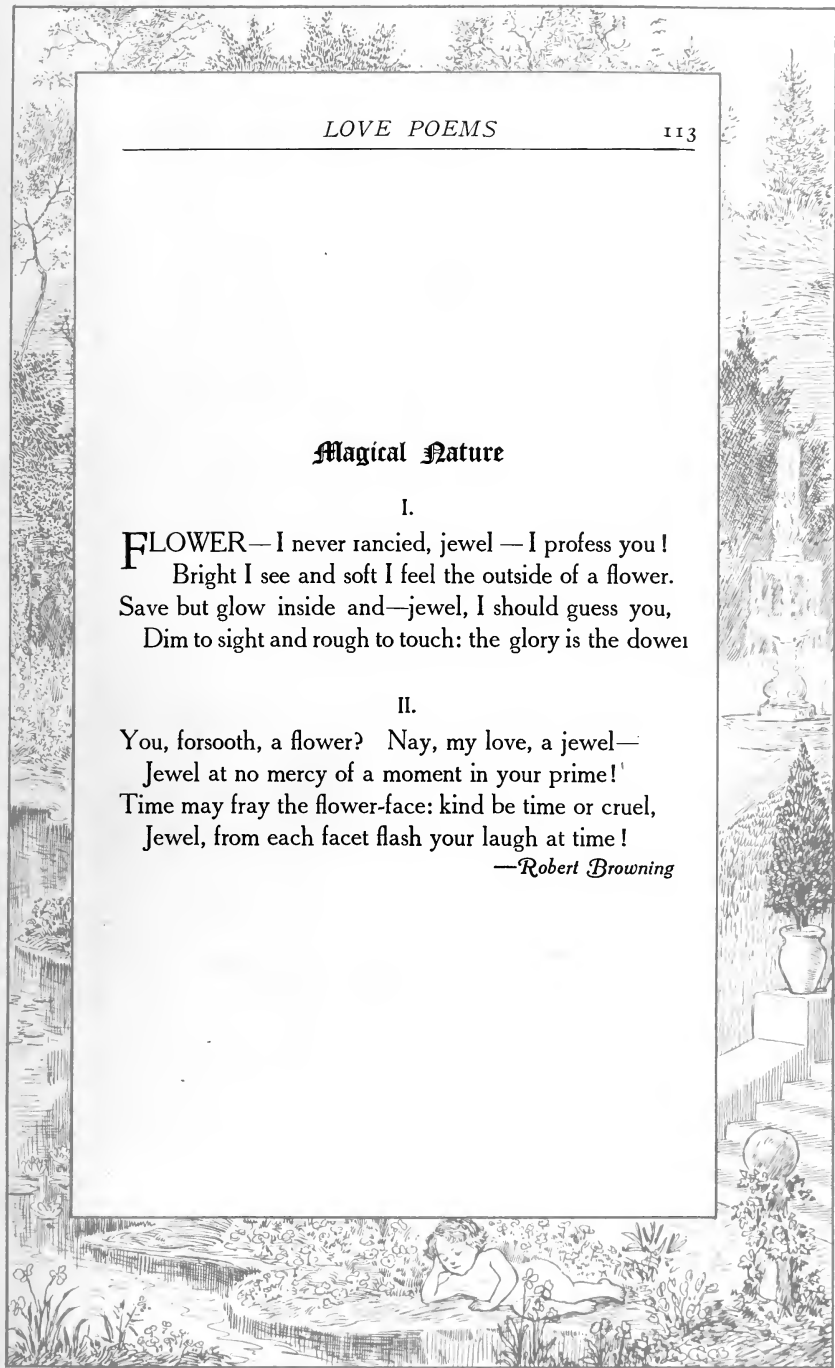 LOVE POEMS 113
Magical Nature
I.
FLOWER— I never rancied, jewel — I profess you !
Bright I see and soft I feel the outside of a flower.
Save but glow inside and—jewel, I should guess you,
Dim to sight and rough to touch: the glory is the dower
II.
You, forsooth, a flower? Nay, my love, a jewel—
Jewel at no mercy of a moment in your prime!
Time may fray the flower-face: kind be time or cruel,
Jewel, from each facet flash your laugh at time !
—Robert Browning